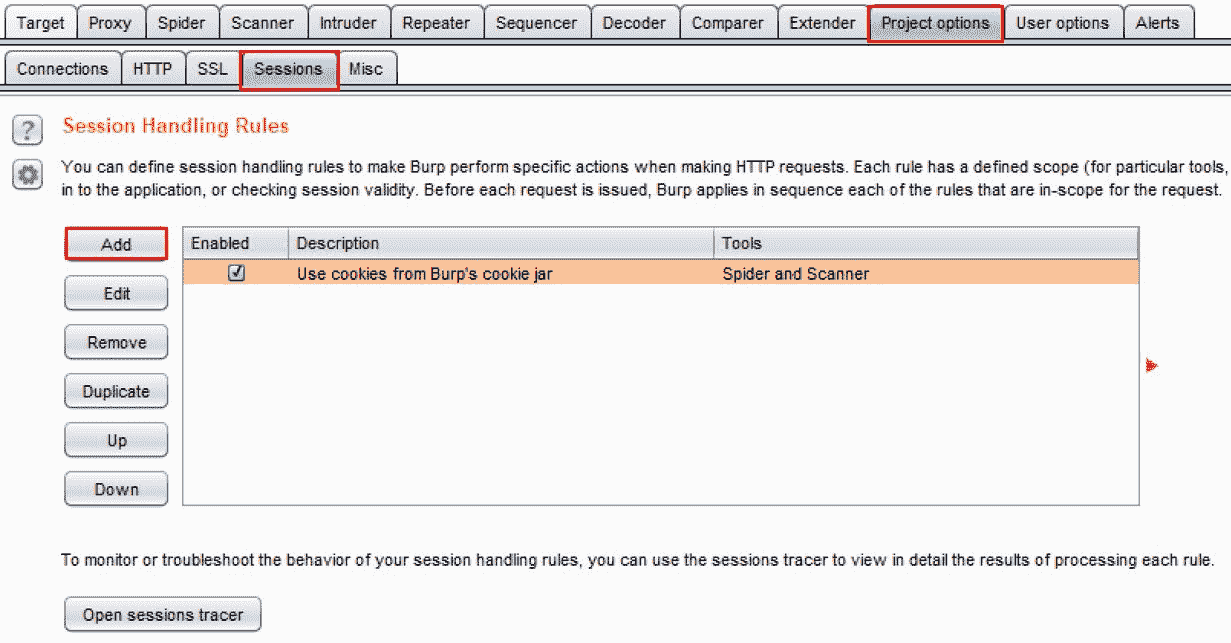 Target Proxy Spider Scanner Intruder Repeater Sequencer Decoder Comparer Extender Project options User options Alerts
Connections HTTP SSL Sessions Misc
? Session Handling Rules
You can define session handling rules to make Burp perform specific actions when making HTTP requests. Each rule has a defined scope (for particular tools,
in to the application, or checking session validity. Before each request is issued, Burp applies in sequence each of the rules that are in-scope for the request.
Add Enabled Description Tools
Use cookies from Burp's cookie jar Spider and Scanner
Edit
Remove
Duplicate
Up
Down
To monitor or troubleshoot the behavior of your session handling rules, you can use the sessions tracer to view in detail the results of processing each rule.
Open sessions tracer